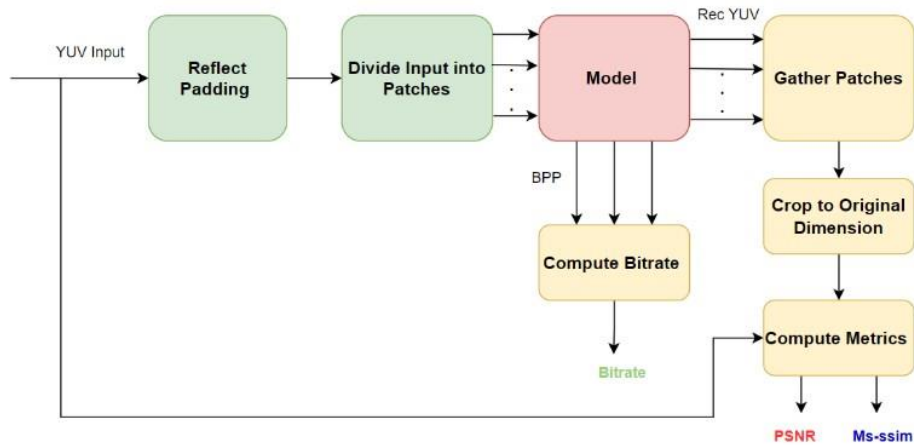 YUV Input
Reflect
Padding
Divide Input into
Patches
Model
Rec YUV
Gather Patches
BPP
Crop to Original
Dimension
Compute Bitrate
Compute Metrics
Bitrate
PSNR
Ms-ssim